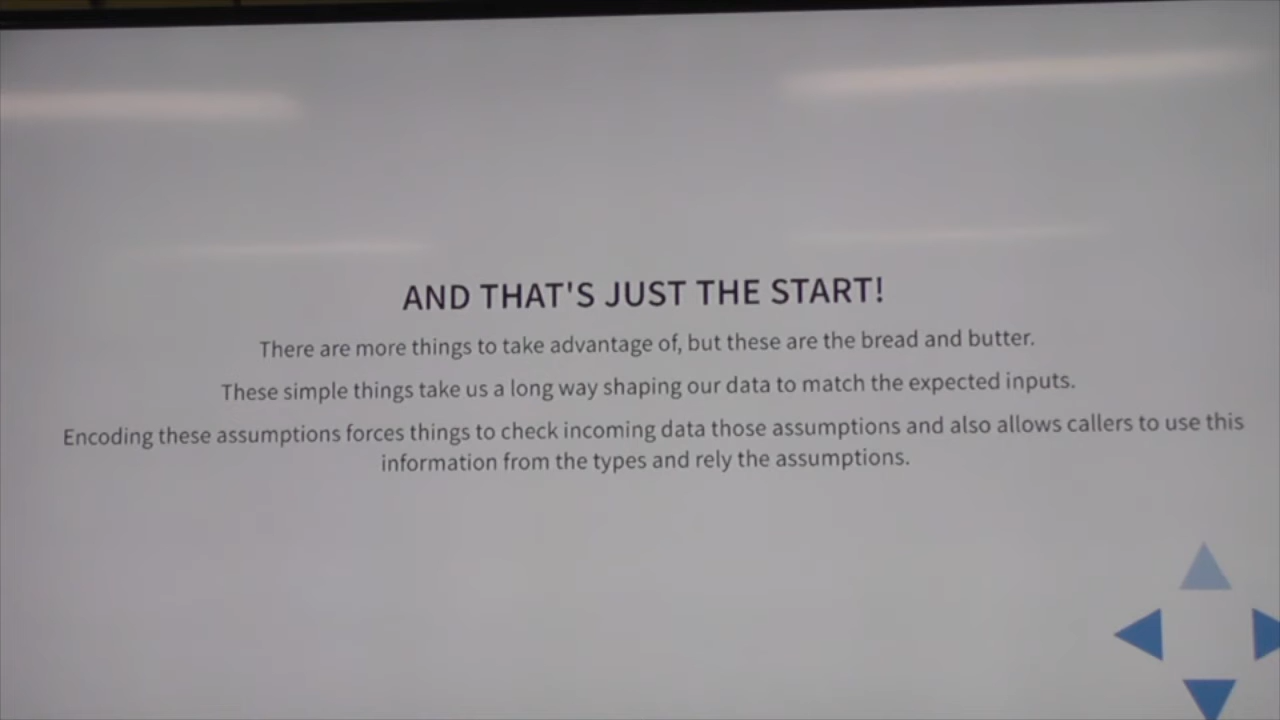 AND THAT'S JUST THE START!
There are more things to take advantage of, but these are the bread and butter.
These simple things take us a long way shaping our data to match the expected inputs.
Encoding these assumptions forces things to check incoming data those assumptions and also allows callers to use this
information from the types and rely the assumptions.